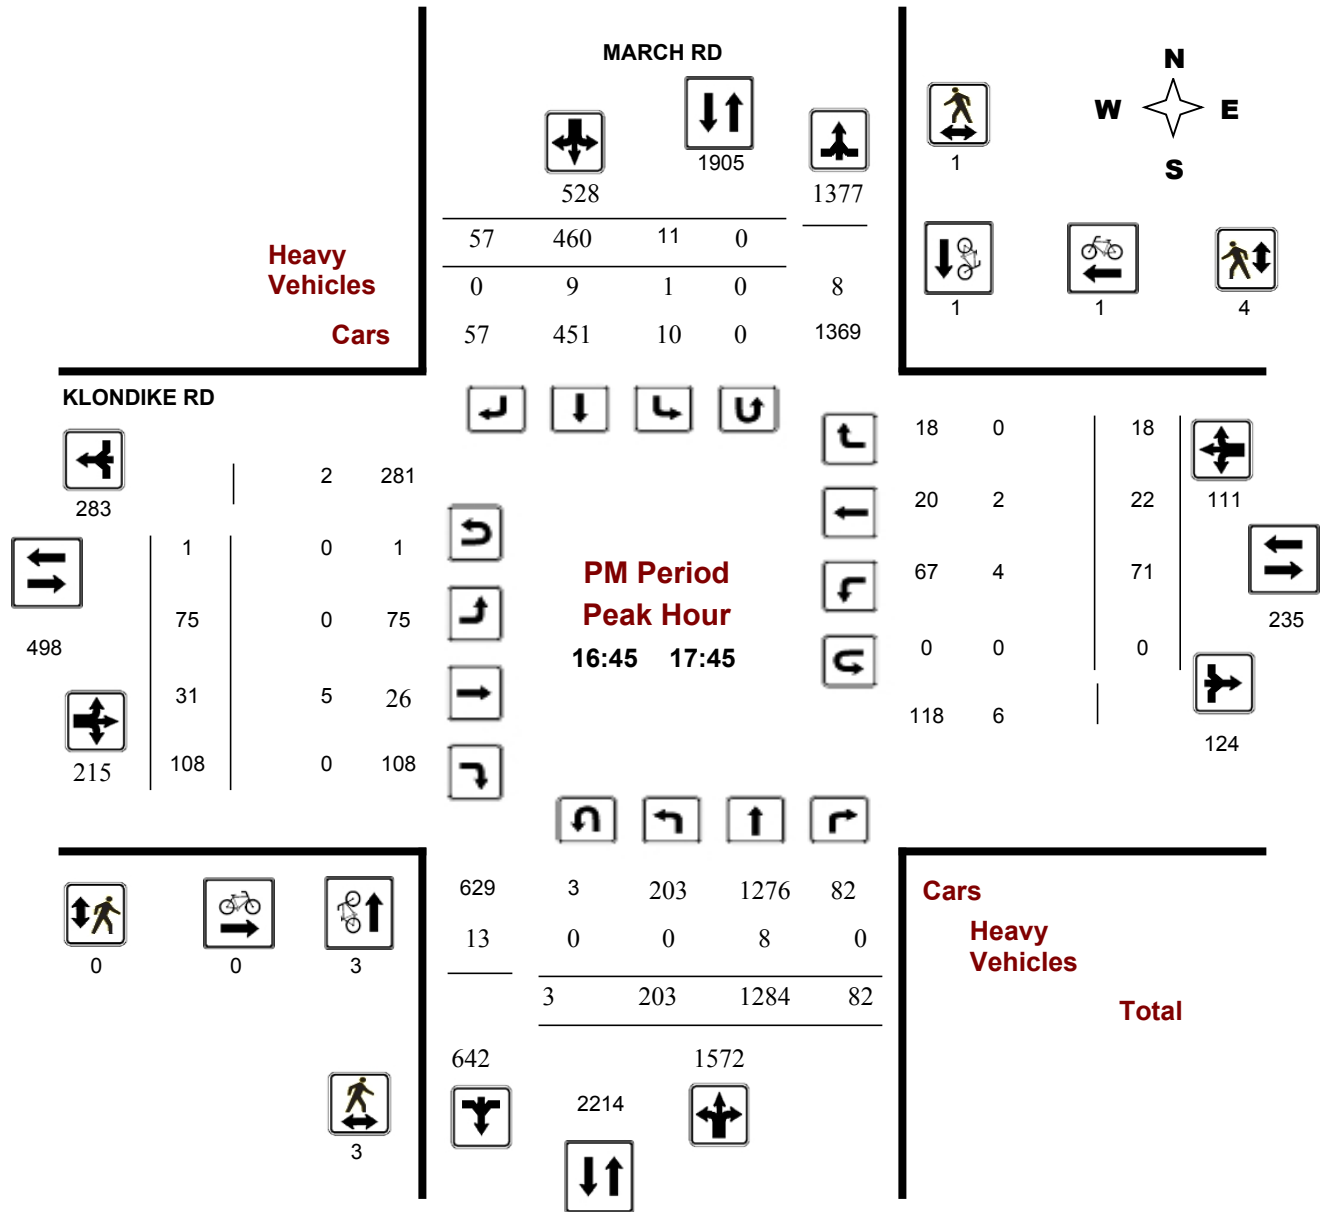 MARCH RD
N
W E
S
1905
1
528 1377
57 460 11 0
Heavy
Vehicles
0 9 1 0 8
1 1 4
Cars
57 451 10 0 1369
KLONDIKE RD
18 0 18
2 281
283
20 2 22 111
1 0 1
PM Period
67 4 71
Peak Hour
75 0 75
235
498
16:45 17:45
0 0 0
31 5 26
118 6
124
215 108 0 108
629 3 203 1276 82
Cars
13 0 0 8 0
Heavy
Vehicles
0 0 3
3 203 1284 82
Total
642 1572
2214
3